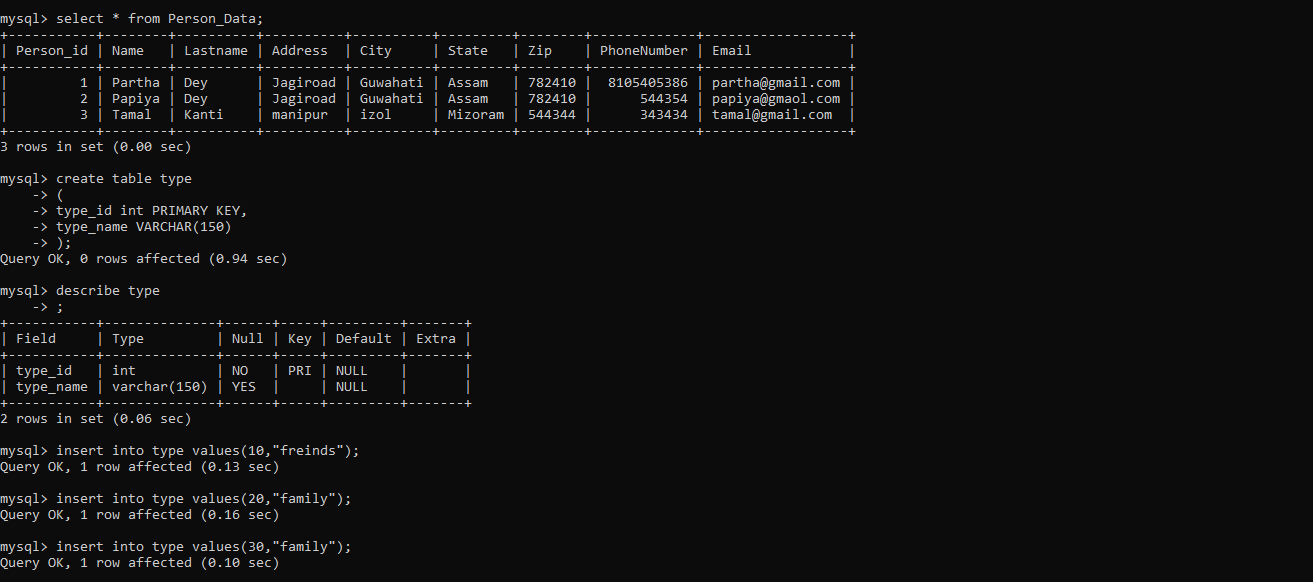 mysql> select * from Person_Data;
+-----------+--------+----------+----------+----------+---------+--------+-------------+------------------+
| Person_id | Name   | Lastname | Address  | City     | State   | Zip    | PhoneNumber | Email            |
+-----------+--------+----------+----------+----------+---------+--------+-------------+------------------+
|         1 | Partha | Dey      | Jagiroad | Guwahati | Assam   | 782410 |  8105405386 | partha@gmail.com |
|         2 | Papiya | Dey      | Jagiroad | Guwahati | Assam   | 782410 |      544354 | papiya@gmaol.com |
|         3 | Tamal  | Kanti    | manipur  | izol     | Mizoram | 544344 |      343434 | tamal@gmail.com  |
+-----------+--------+----------+----------+----------+---------+--------+-------------+------------------+
3 rows in set (0.00 sec)

mysql> create table type
    -> (
    -> type_id int PRIMARY KEY,
    -> type_name VARCHAR(150)
    -> );
Query OK, 0 rows affected (0.94 sec)

mysql> describe type
    -> ;
+-----------+--------------+------+-----+---------+-------+
| Field     | Type         | Null | Key | Default | Extra |
+-----------+--------------+------+-----+---------+-------+
| type_id   | int          | NO   | PRI | NULL    |       |
| type_name | varchar(150) | YES  |     | NULL    |       |
+-----------+--------------+------+-----+---------+-------+
2 rows in set (0.06 sec)

mysql> insert into type values(10,"freinds");
Query OK, 1 row affected (0.13 sec)

mysql> insert into type values(20,"family");
Query OK, 1 row affected (0.16 sec)

mysql> insert into type values(30,"family");
Query OK, 1 row affected (0.10 sec)